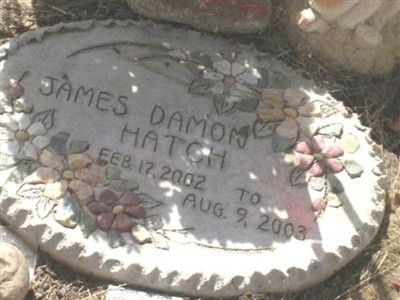 JAMES DAMON
HATCH
FEB. 17. 2002 TO
AUG. 9. 2003